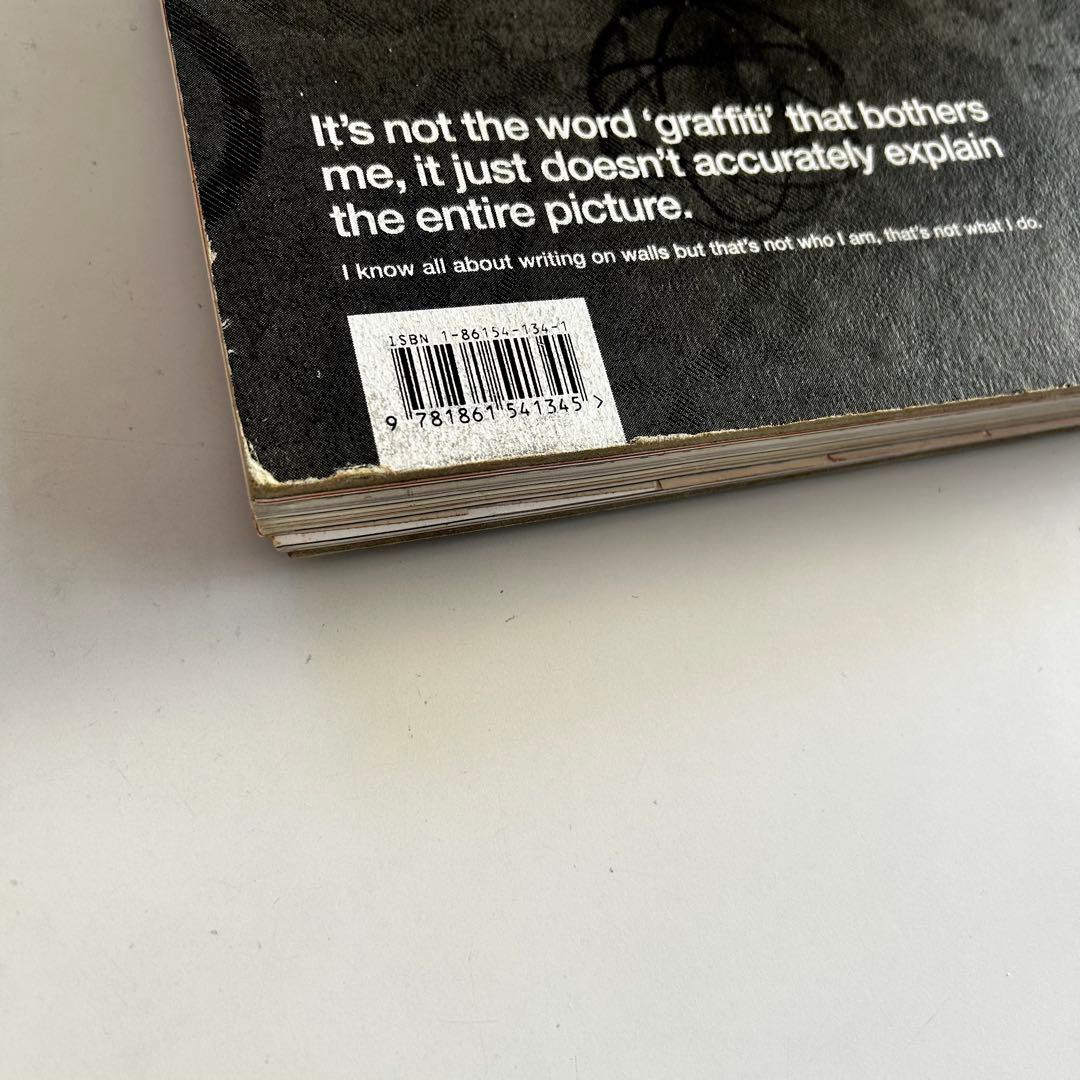 It's not the word ‘graffiti’ that bothers
me, it just doesn't accurately explain
the entire picture.
I know all about writing on walls but that's not who I am, that's not what I do.
ISBN 1-86154-134-1
9 781861 541345 >